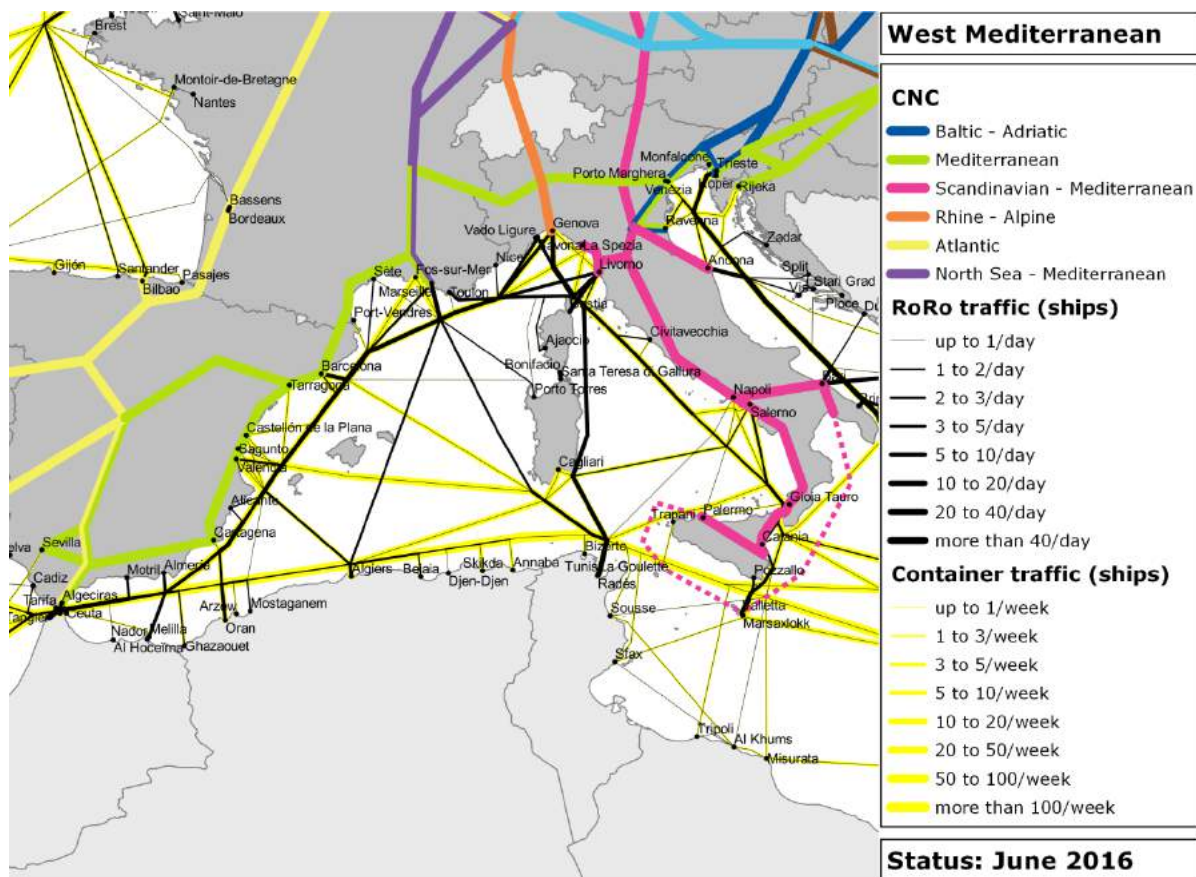 West Mediterranean
CNC
Baltic - Adriatic
Mediterranean
Scandinavian - Mediterranean
Rhine - Alpine
Atlantic
North Sea - Mediterranean
RoRo traffic (ships)
up to 1/day
1 to 2/day
2 to 3/day
3 to 5/day
5 to 10/day
10 to 20/day
20 to 40/day
more than 40/day
Container traffic (ships)
up to 1/week
1 to 3/week
3 to 5/week
5 to 10/week
10 to 20/week
20 to 50/week
50 to 100/week
more than 100/week
Status: June 2016
Brest
Saint-Malo
Montoir-de-Bretagne
Nantes
Bassens
Bordeaux
Gijón
Santander
Pasajes
Bilbao
Monfalcone
Trieste
Porto Marghera
Koper
Rijeka
Venezia
Ravenna
Genova
Vado Ligure
Savona
La Spezia
Zadar
Nice
Livorno
Ancona
Split
Stari Grad
Ploce
Sète
Fos-sur-Mer
Marseille
Toulon
Port-Vendres
Bastia
Ajaccio
Civitavecchia
Bonifacio
Santa Teresa di Gallura
Porto Torres
Barcelona
Tarragona
Bari
Napoli
Salerno
Castellón de la Plana
Sagunto
Valencia
Cagliari
Alicante
Gioia Tauro
Trapani
Palermo
Catania
Cartagena
Sevilla
Bizerte
Tunis
La-Goulette
Radés
Pozzallo
Almería
Motril
Algiers
Bejaia
Skikda
Djen-Djen
Annaba
Cadiz
Tarifa
Algeciras
Ceuta
Arzew
Mostaganem
Oran
Sousse
Valletta
Marsaxlokk
Nador
Melilla
Al Hoceïma
Ghazaouet
Sfax
Tripoli
Al Khums
Misurata